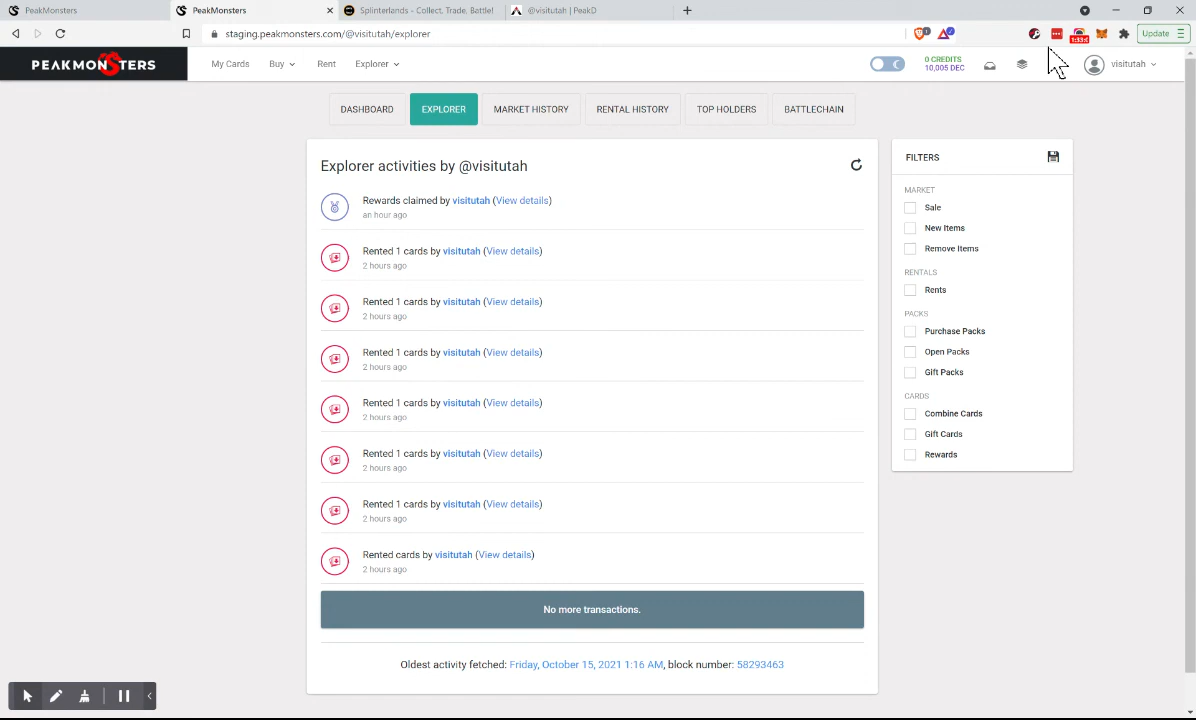 PeakMonsters
PeakMonsters
Splinterlands - Collect, Trade, Battle!
@visitutah | PeakD
staging.peakmonsters.com/@visitutah/explorer
Update
PEAKMONSTERS
My Cards
Buy
Rent
Explorer
0 CREDITS
10,005 DEC
visitutah
DASHBOARD
EXPLORER
MARKET HISTORY
RENTAL HISTORY
TOP HOLDERS
BATTLECHAIN
Explorer activities by @visitutah
Rewards claimed by visitutah (View details)
an hour ago
Rented 1 cards by visitutah (View details)
2 hours ago
Rented 1 cards by visitutah (View details)
2 hours ago
Rented 1 cards by visitutah (View details)
2 hours ago
Rented 1 cards by visitutah (View details)
2 hours ago
Rented 1 cards by visitutah (View details)
2 hours ago
Rented 1 cards by visitutah (View details)
2 hours ago
Rented cards by visitutah (View details)
2 hours ago
No more transactions.
Oldest activity fetched: Friday, October 15, 2021 1:16 AM, block number: 58293463
FILTERS
MARKET
Sale
New Items
Remove Items
RENTALS
Rents
PACKS
Purchase Packs
Open Packs
Gift Packs
CARDS
Combine Cards
Gift Cards
Rewards